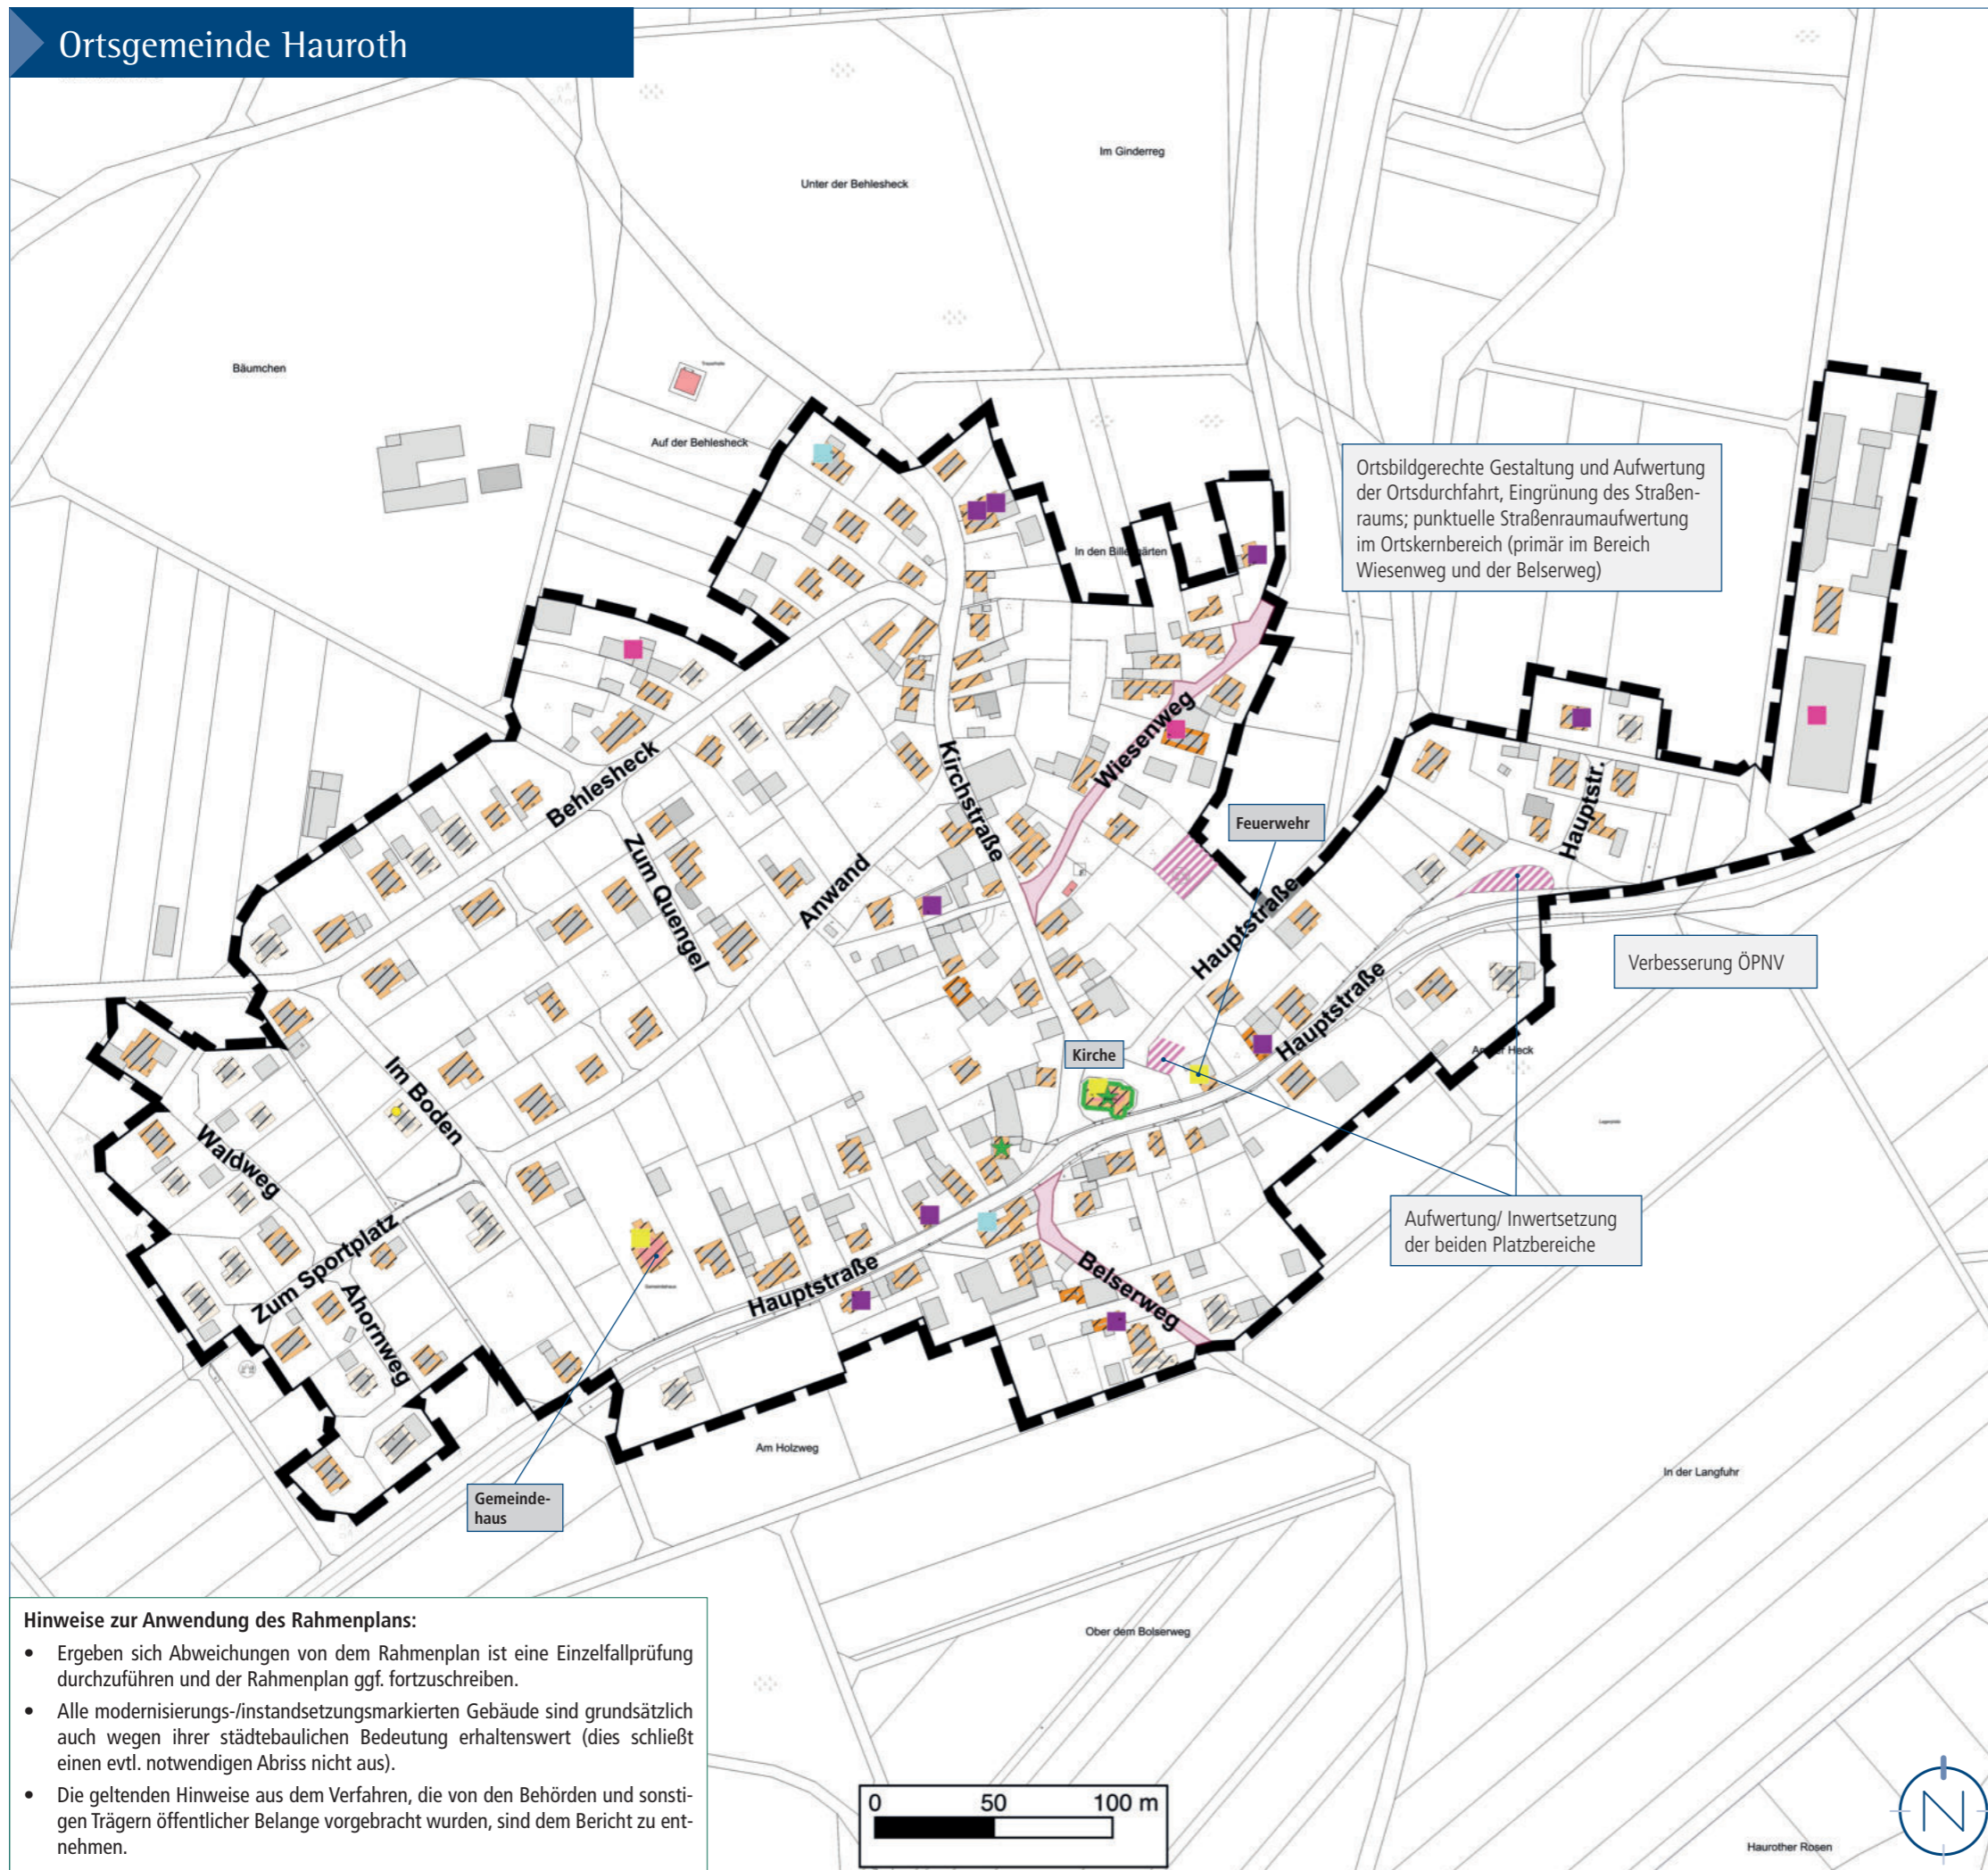 Ortsgemeinde Hauroth
Im Ginderreg
Unter der Behlesheck
Bäumchen
Auf der Behlesheck
Ortsbildgerechte Gestaltung und Aufwertung
der Ortsdurchfahrt, Eingrünung des Straßen-
raums; punktuelle Straßenraumaufwertung
im Ortskernbereich (primär im Bereich
Wiesenweg und der Belserweg)
In den
Wiesenweg
Kirchstraße
Behlesheck
Hauptstr.
Feuerwehr
Zum Quengel
Anwand
Hauptstraße
Verbesserung ÖPNV
Hauptstraße
Kirche
Heck
Im Boden
Waldweg
Aufwertung/ Inwertsetzung
der beiden Platzbereiche
Zum Sportplatz
Ahornweg
Gemeindehaus
Hauptstraße
Belserweg
Am Holzweg
In der Langfuhr
Gemeinde-
haus
Ober dem Bolserweg
Haurother Rosen
Hinweise zur Anwendung des Rahmenplans:
• Ergeben sich Abweichungen von dem Rahmenplan ist eine Einzelfallprüfung
durchzuführen und der Rahmenplan ggf. fortzuschreiben.
• Alle modernisierungs-/instandsetzungsmarkierten Gebäude sind grundsätzlich
auch wegen ihrer städtebaulichen Bedeutung erhaltenswert (dies schließt
einen evtl. notwendigen Abriss nicht aus).
• Die geltenden Hinweise aus dem Verfahren, die von den Behörden und sonsti-
gen Trägern öffentlicher Belange vorgebracht wurden, sind dem Bericht zu ent-
nehmen.
0 50 100 m
N